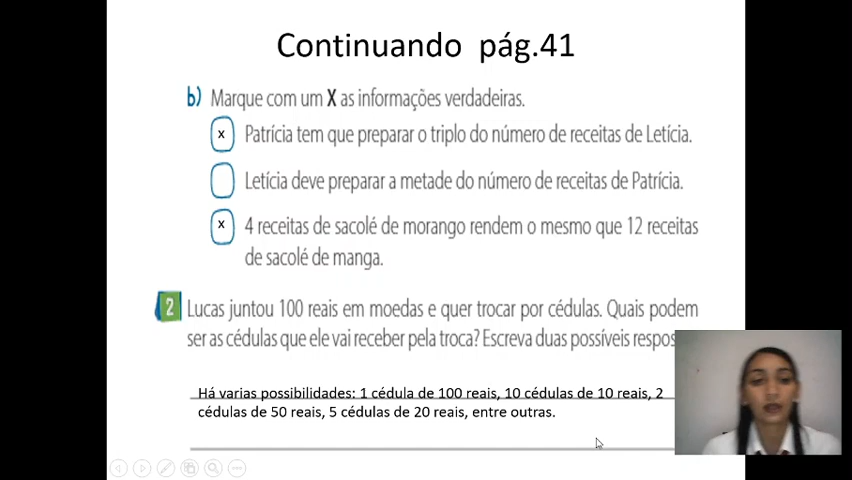 Continuando pág.41
b) Marque com um X as informações verdadeiras.
x Patrícia tem que preparar o triplo do número de receitas de Letícia.
Letícia deve preparar a metade do número de receitas de Patrícia.
x 4 receitas de sacolé de morango rendem o mesmo que 12 receitas
de sacolé de manga.
2 Lucas juntou 100 reais em moedas e quer trocar por cédulas. Quais podem
ser as cédulas que ele vai receber pela troca? Escreva duas possíveis
Há varias possibilidades: 1 cédula de 100 reais, 10 cédulas de 10 reais, 2
cédulas de 50 reais, 5 cédulas de 20 reais, entre outras.